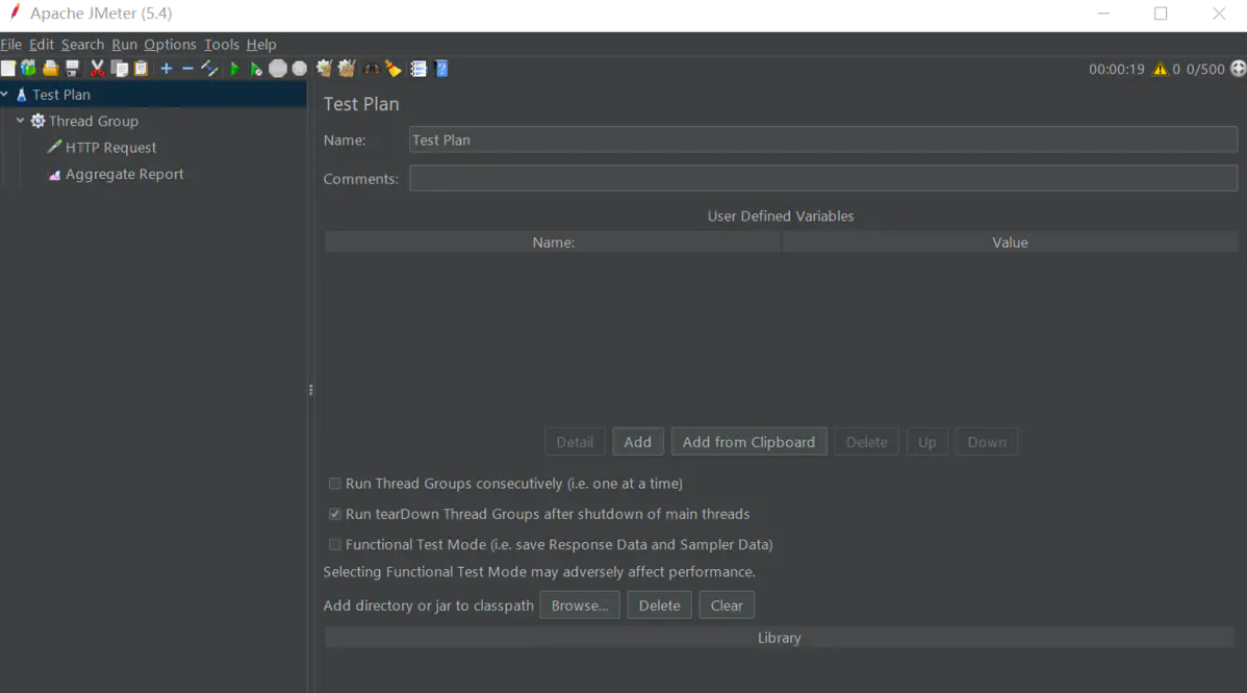 Apache JMeter (5.4)
File Edit Search Run Options Tools Help
00:00:19 0 0/500
Test Plan
Thread Group
HTTP Request
Aggregate Report
Test Plan
Name: Test Plan
Comments:
User Defined Variables
Name: Value
Detail Add Add from Clipboard Delete Up Down
Run Thread Groups consecutively (i.e. one at a time)
Run tearDown Thread Groups after shutdown of main threads
Functional Test Mode (i.e. save Response Data and Sampler Data)
Selecting Functional Test Mode may adversely affect performance.
Add directory or jar to classpath Browse... Delete Clear
Library